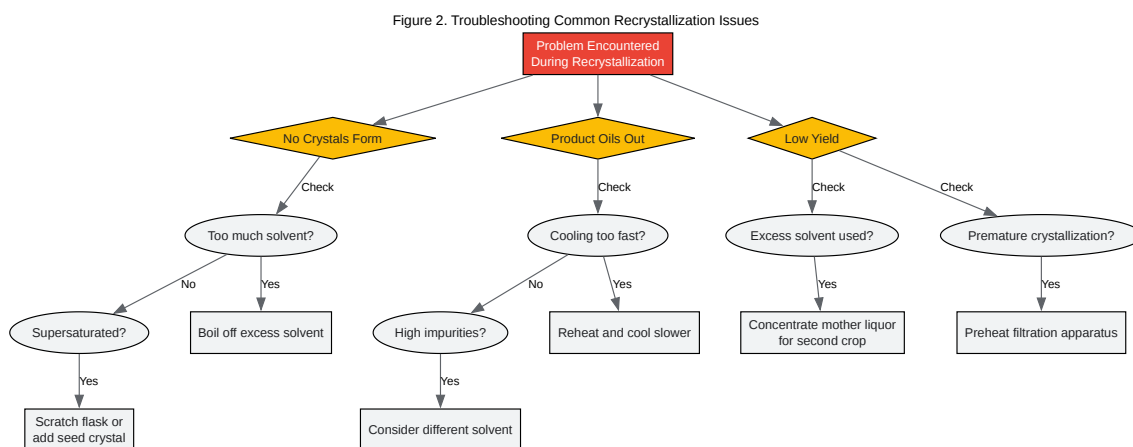 Figure 2. Troubleshooting Common Recrystallization Issues
Problem Encountered
During Recrystallization
No Crystals Form
Product Oils Out
Low Yield
Check
Check
Check
Check
Too much solvent?
Cooling too fast?
Excess solvent used?
Premature crystallization?
No
Yes
No
Yes
Yes
Yes
Supersaturated?
Boil off excess solvent
High impurities?
Reheat and cool slower
Concentrate mother liquor
for second crop
Preheat filtration apparatus
Yes
Yes
Scratch flask or
add seed crystal
Consider different solvent